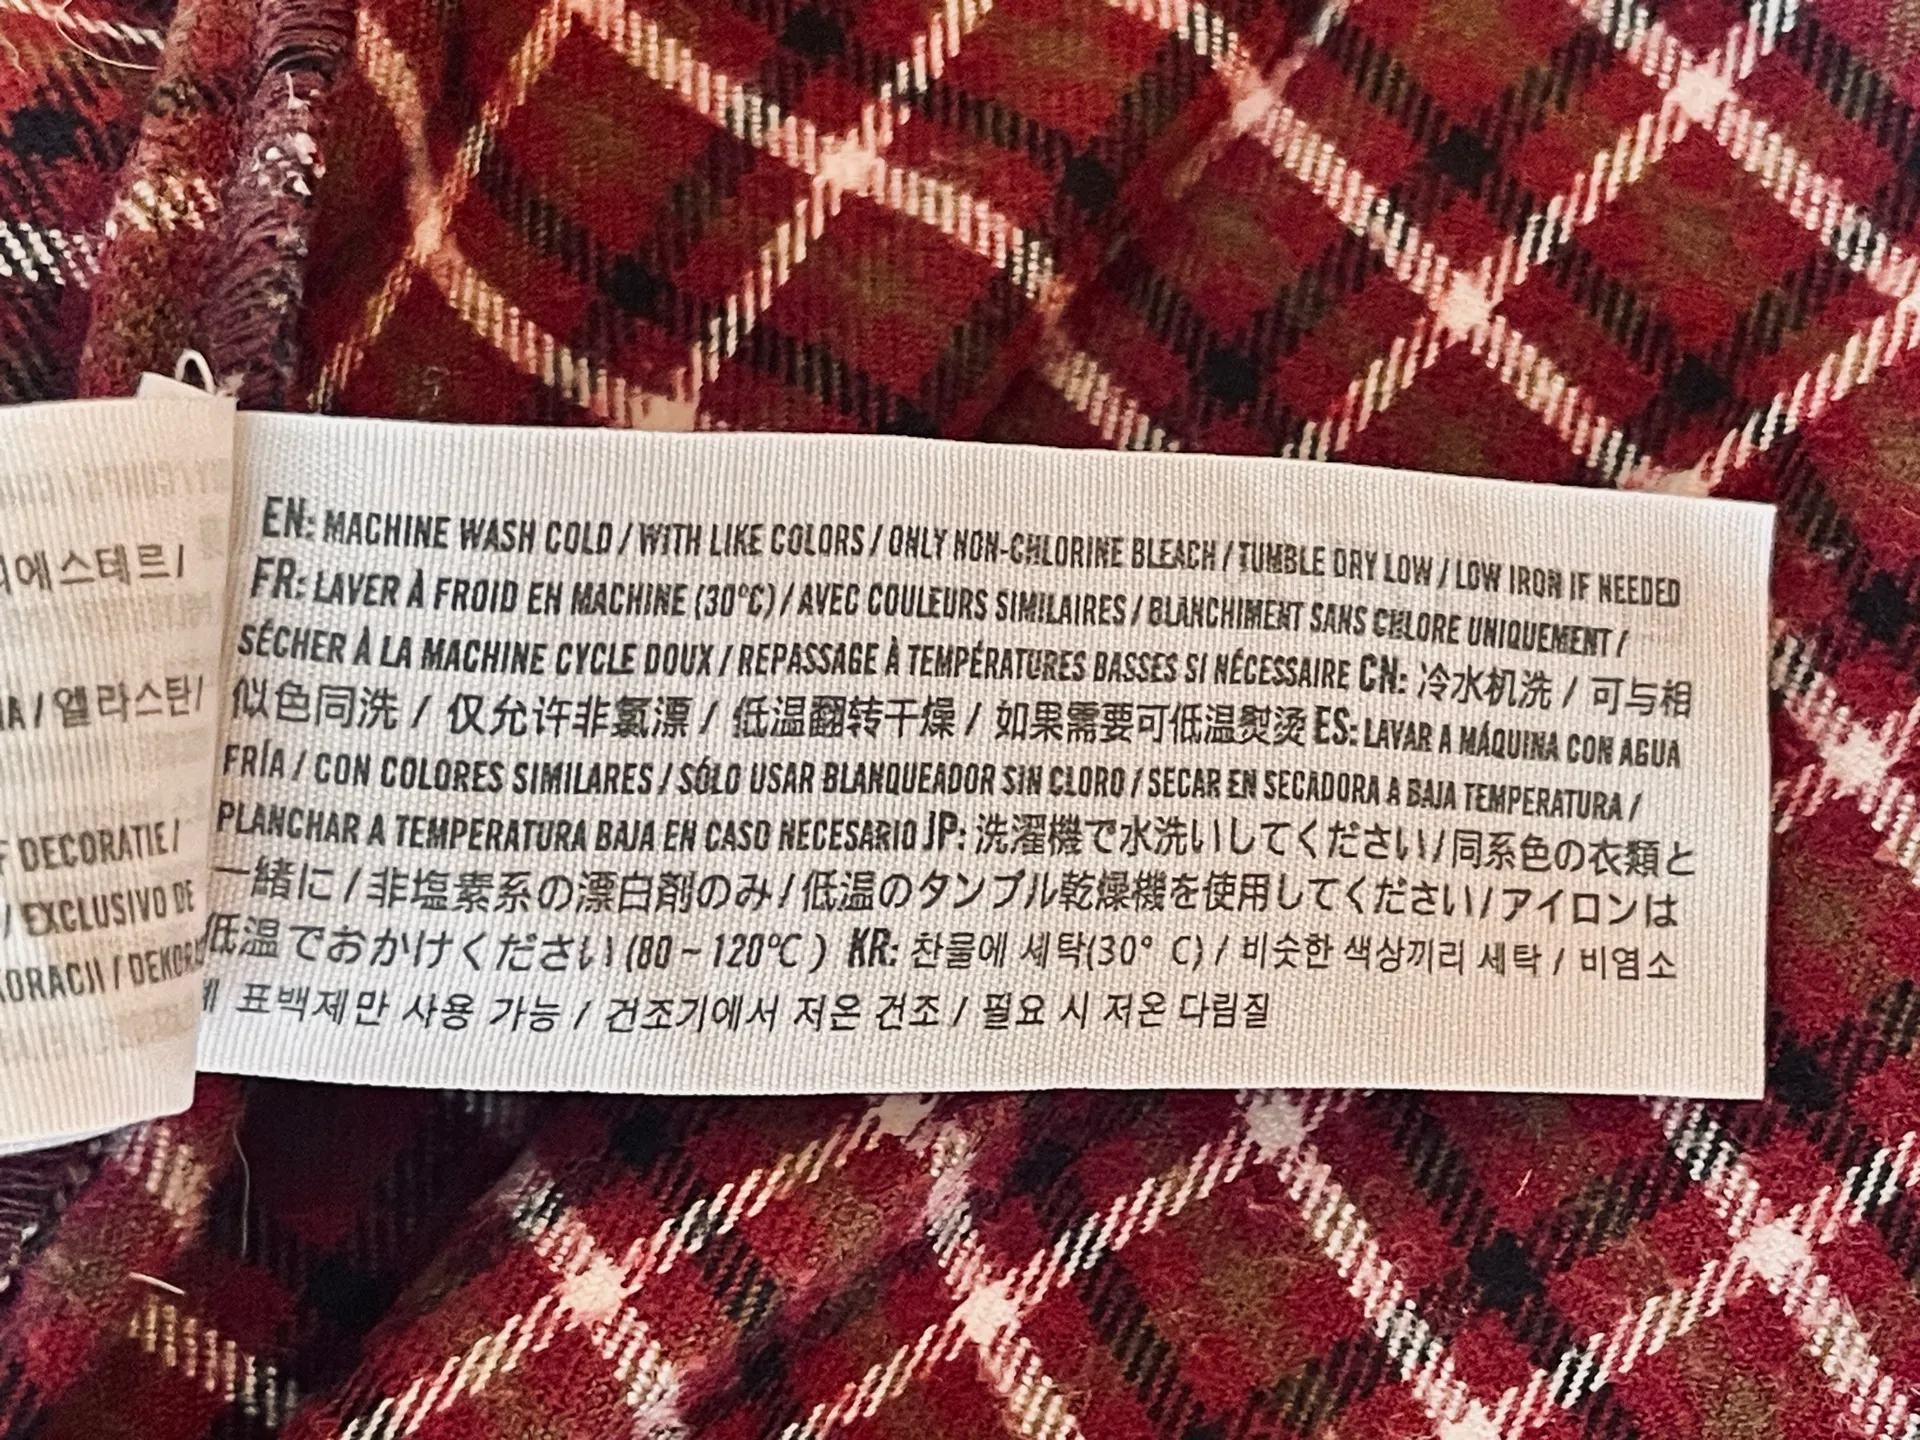 EN: MACHINE WASH COLD / WITH LIKE COLORS / ONLY NON-CHLORINE BLEACH / TUMBLE DRY LOW / LOW IRON IF NEEDED
FR: LAVER À FROID EN MACHINE (30°C) / AVEC COULEURS SIMILAIRES / BLANCHIMENT SANS CHLORE UNIQUEMENT /
SÉCHER À LA MACHINE CYCLE DOUX / REPASSAGE À TEMPÉRATURES BASSES SI NÉCESSAIRE CN: 冷水机洗 / 可与相
似色同洗 / 仅允许非氯漂 / 低温翻转干燥 / 如果需要可低温熨烫 ES: LAVAR A MÁQUINA CON AGUA
FRÍA / CON COLORES SIMILARES / SÓLO USAR BLANQUEADOR SIN CLORO / SECAR EN SECADORA A BAJA TEMPERATURA /
PLANCHAR A TEMPERATURA BAJA EN CASO NECESARIO JP: 洗濯機で水洗いしてください/同系色の衣類と
一緒に/非塩素系の漂白剤のみ/低温のタンブル乾燥機を使用してください/アイロンは
低温でおかけください(80~120°C) KR: 찬물에 세탁(30° C) / 비슷한 색상끼리 세탁 / 비염소
표백제만 사용 가능 / 건조기에서 저온 건조 / 필요 시 저온 다림질
/ 엘라스탄/
DECORATIE /
/ EXCLUSIVO DE